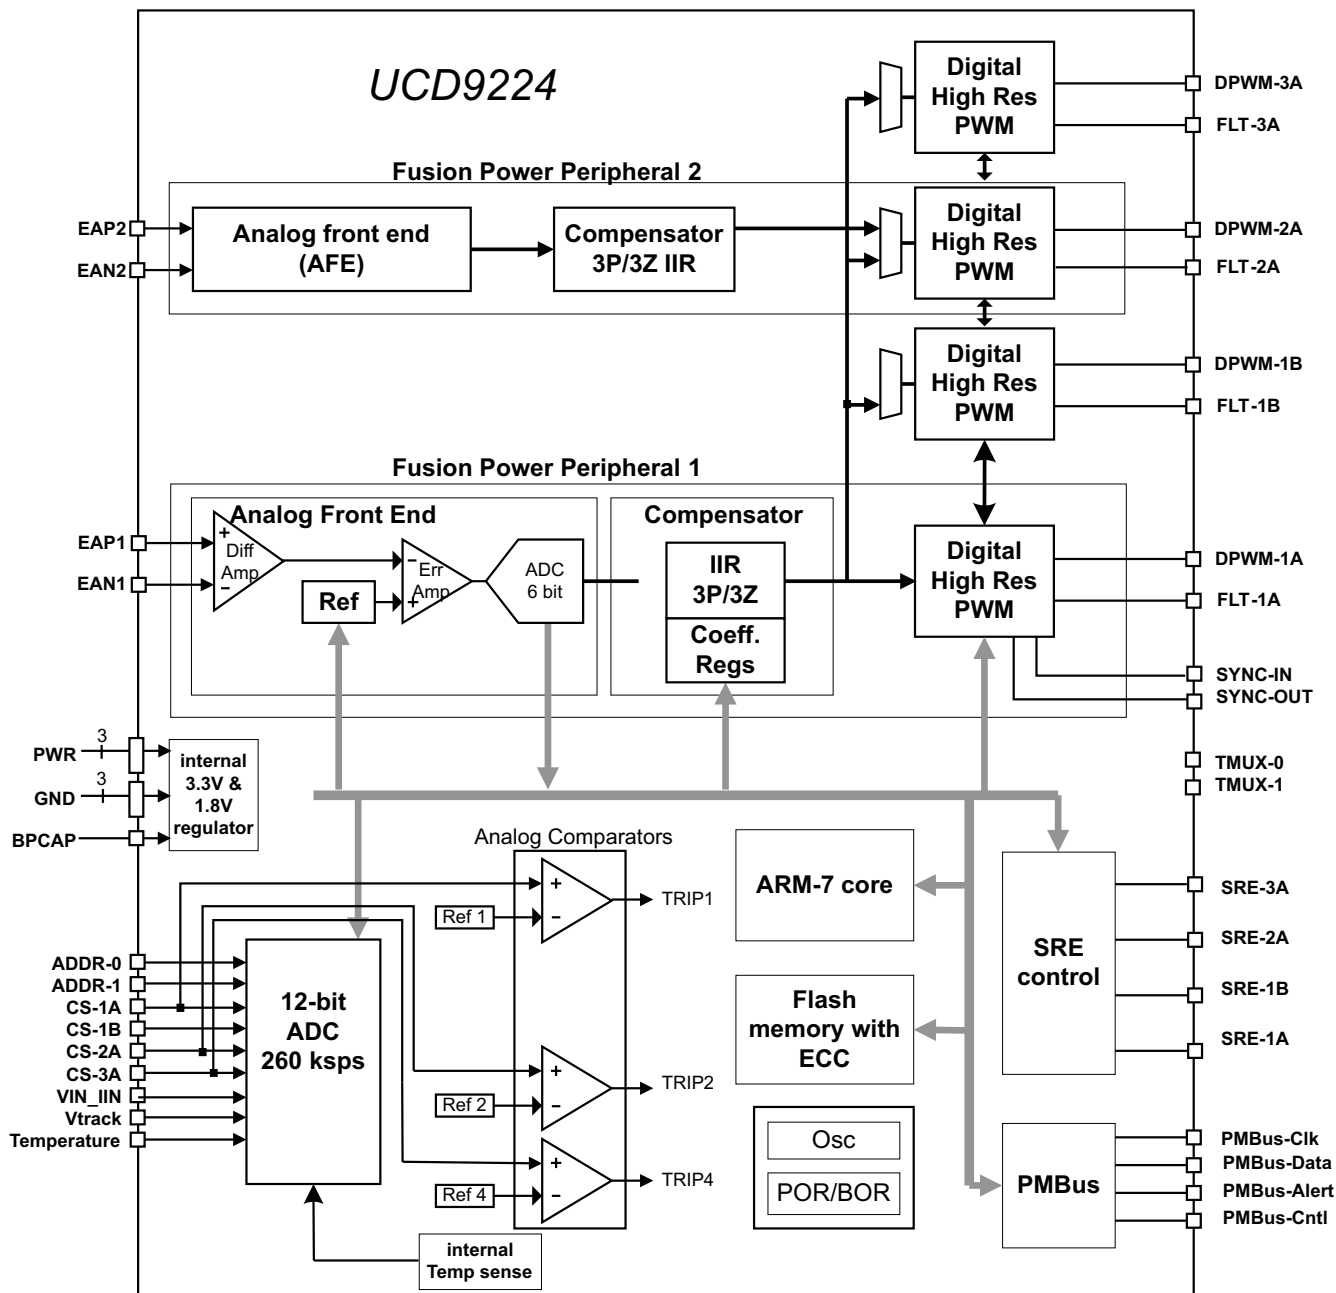 UCD9224
Digital
High Res
PWM
DPWM-3A
FLT-3A
Fusion Power Peripheral 2
EAP2
EAN2
Analog front end
(AFE)
Compensator
3P/3Z IIR
Digital
High Res
PWM
DPWM-2A
FLT-2A
Digital
High Res
PWM
DPWM-1B
FLT-1B
Fusion Power Peripheral 1
Analog Front End
Compensator
EAP1
EAN1
+
Diff
Amp
−
Ref
−
Err
Amp
+
ADC
6 bit
IIR
3P/3Z
Coeff.
Regs
Digital
High Res
PWM
DPWM-1A
FLT-1A
SYNC-IN
SYNC-OUT
TMUX-0
TMUX-1
PWR
3
GND
3
BPCAP
internal
3.3V &
1.8V
regulator
Analog Comparators
+
−
Ref 1
TRIP1
+
−
Ref 2
TRIP2
+
−
Ref 4
TRIP4
ADDR-0
ADDR-1
CS-1A
CS-1B
CS-2A
CS-3A
VIN_IIN
Vtrack
Temperature
12-bit
ADC
260 ksps
internal
Temp sense
ARM-7 core
Flash
memory with
ECC
Osc
POR/BOR
SRE
control
SRE-3A
SRE-2A
SRE-1B
SRE-1A
PMBus
PMBus-Clk
PMBus-Data
PMBus-Alert
PMBus-Cntl